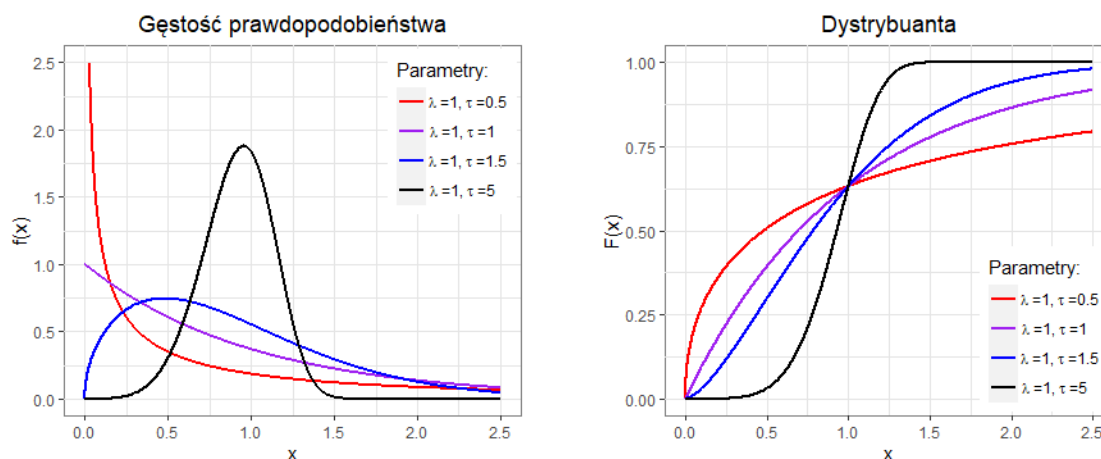 Gęstość prawdopodobieństwa
2.5
2.0
1.5
1.0
0.5
0.0
f(x)
Parametry:
λ =1, τ =0.5
λ =1, τ =1
λ =1, τ =1.5
λ =1, τ =5
0.0 0.5 1.0 1.5 2.0 2.5
x
Dystrybuanta
1.00
0.75
0.50
0.25
0.00
F(x)
Parametry:
λ =1, τ =0.5
λ =1, τ =1
λ =1, τ =1.5
λ =1, τ =5
0.0 0.5 1.0 1.5 2.0 2.5
x